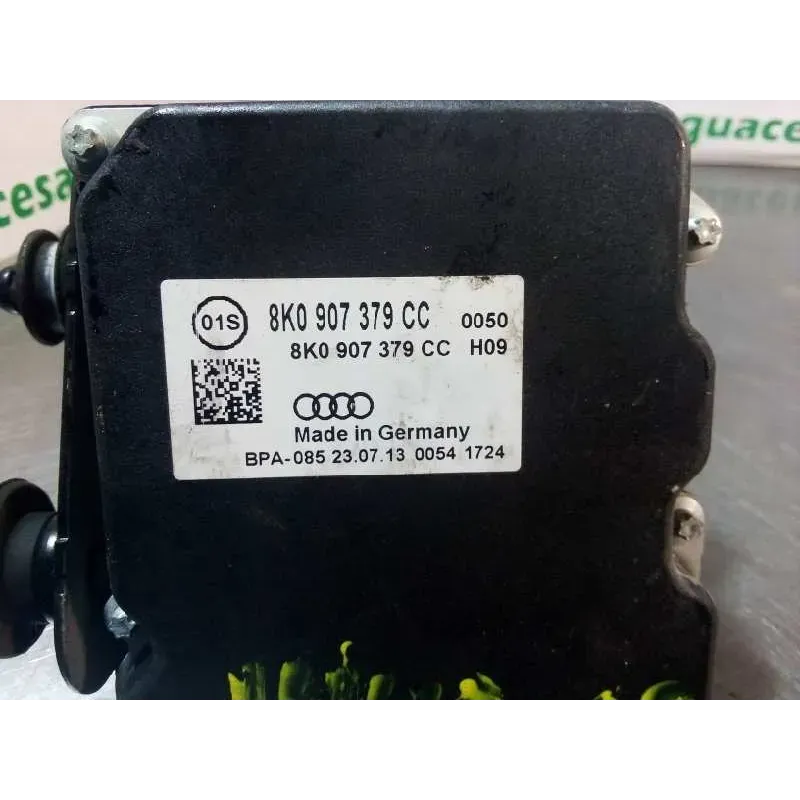 01S 8K0 907 379 CC 0050
8K0 907 379 CC H09
Made in Germany
BPA-085 23.07.13 0054 1724